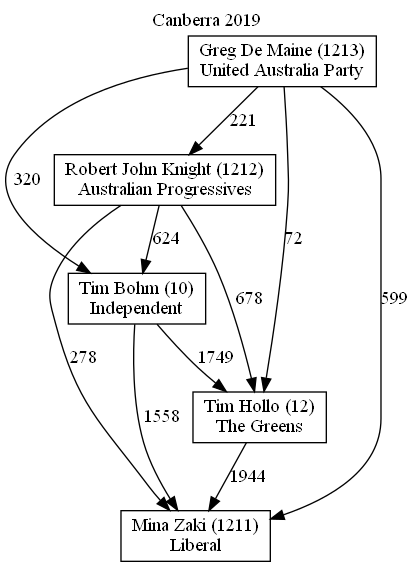 Canberra 2019
Greg De Maine (1213)
United Australia Party
221
Robert John Knight (1212)
Australian Progressives
320
624
72
Tim Bohm (10)
Independent
678
599
278
1749
1558
Tim Hollo (12)
The Greens
1944
Mina Zaki (1211)
Liberal